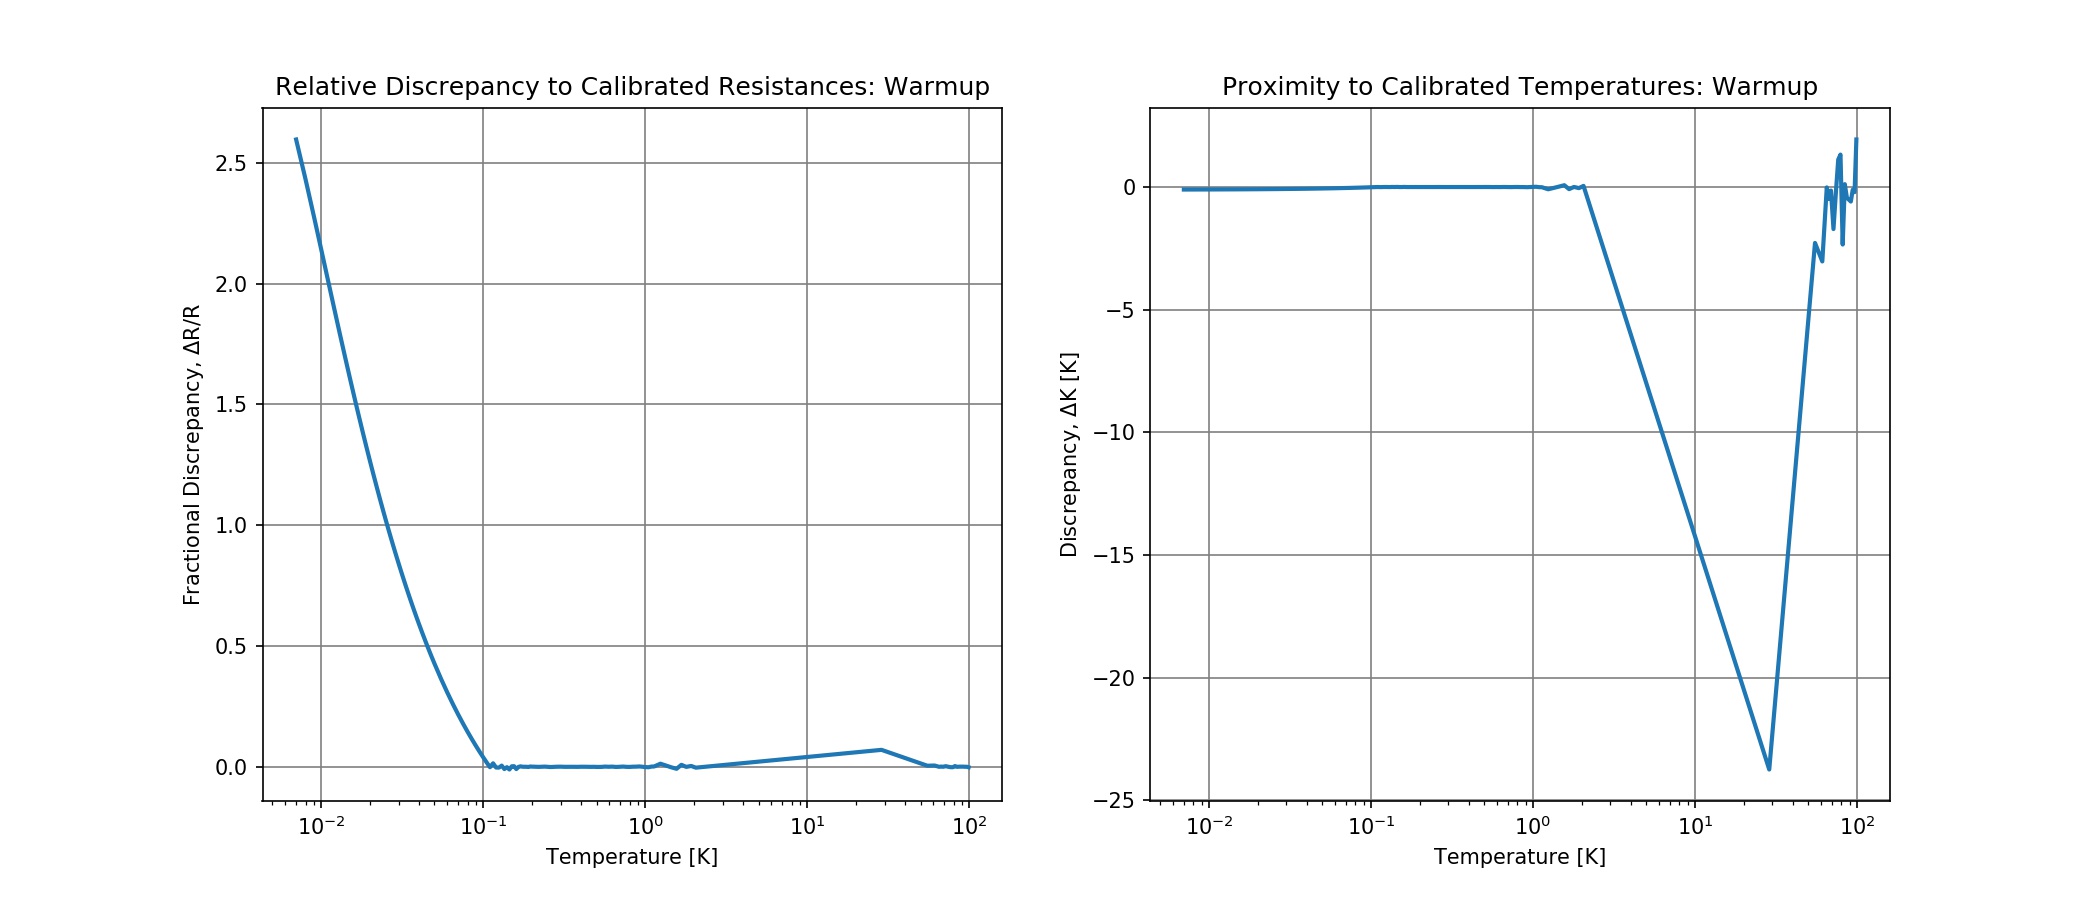 Relative Discrepancy to Calibrated Resistances: Warmup
Fractional Discrepancy, ΔR/R
2.5
2.0
1.5
1.0
0.5
0.0
10⁻² 10⁻¹ 10⁰ 10¹ 10²
Temperature [K]
Proximity to Calibrated Temperatures: Warmup
Discrepancy, ΔK [K]
0
−5
−10
−15
−20
−25
10⁻² 10⁻¹ 10⁰ 10¹ 10²
Temperature [K]